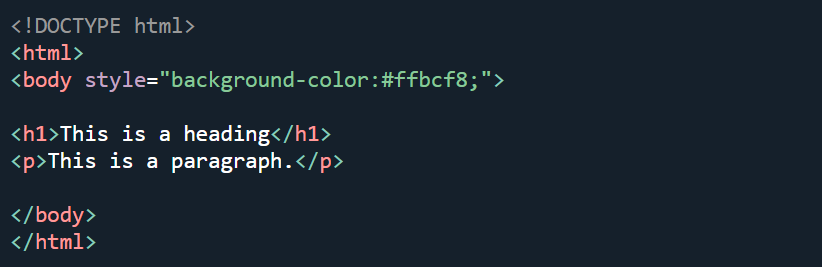 <!DOCTYPE html>
<html>
<body style="background-color:#ffbcf8;">
<h1>This is a heading</h1>
<p>This is a paragraph.</p>
</body>
</html>